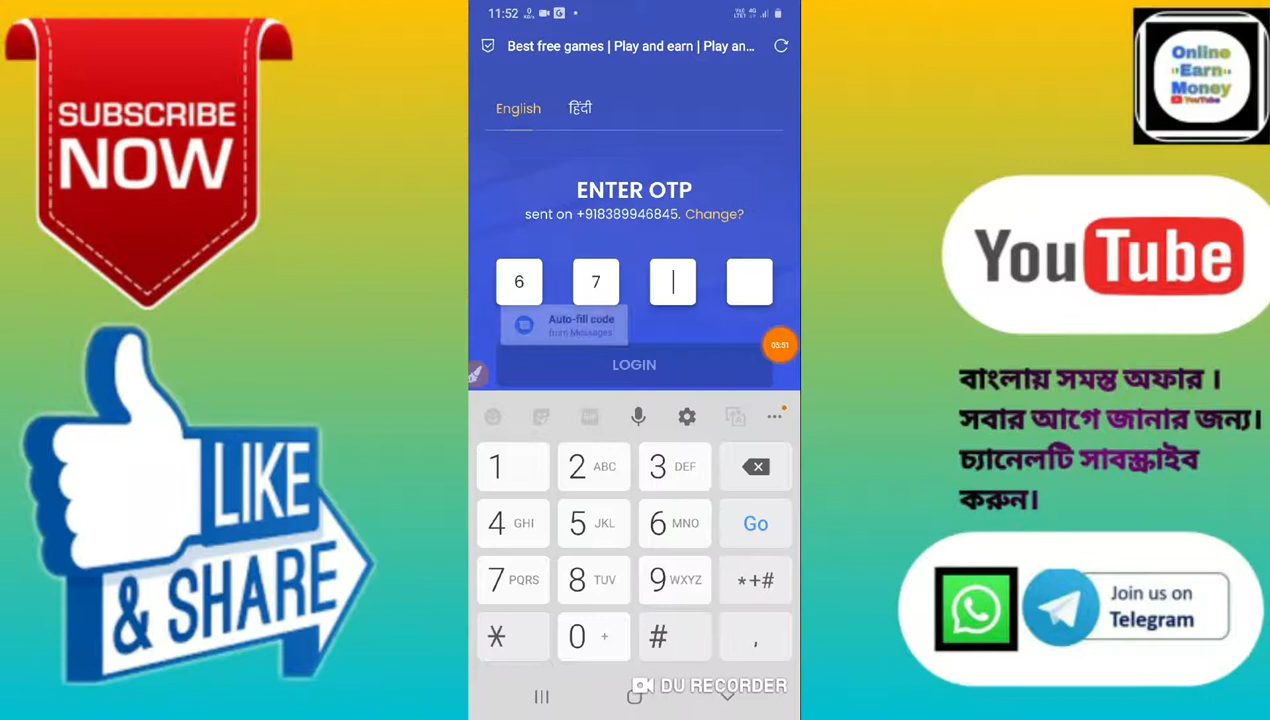 SUBSCRIBE
NOW
LIKE
& SHARE
11:52
Best free games | Play and earn | Play an...
English हिंदी
ENTER OTP
sent on +918389946845. Change?
6 7
Auto-fill code
from Messages
05:51
LOGIN
1 2 ABC 3 DEF
4 GHI 5 JKL 6 MNO Go
7 PQRS 8 TUV 9 WXYZ *+#
* 0 + # ,
DU RECORDER
Online
Earn
Money
YouTube
YouTube
বাংলায় সমস্ত অফার ।
সবার আগে জানার জন্য।
চ্যানেলটি সাবস্ক্রাইব
করুন।
Join us on
Telegram